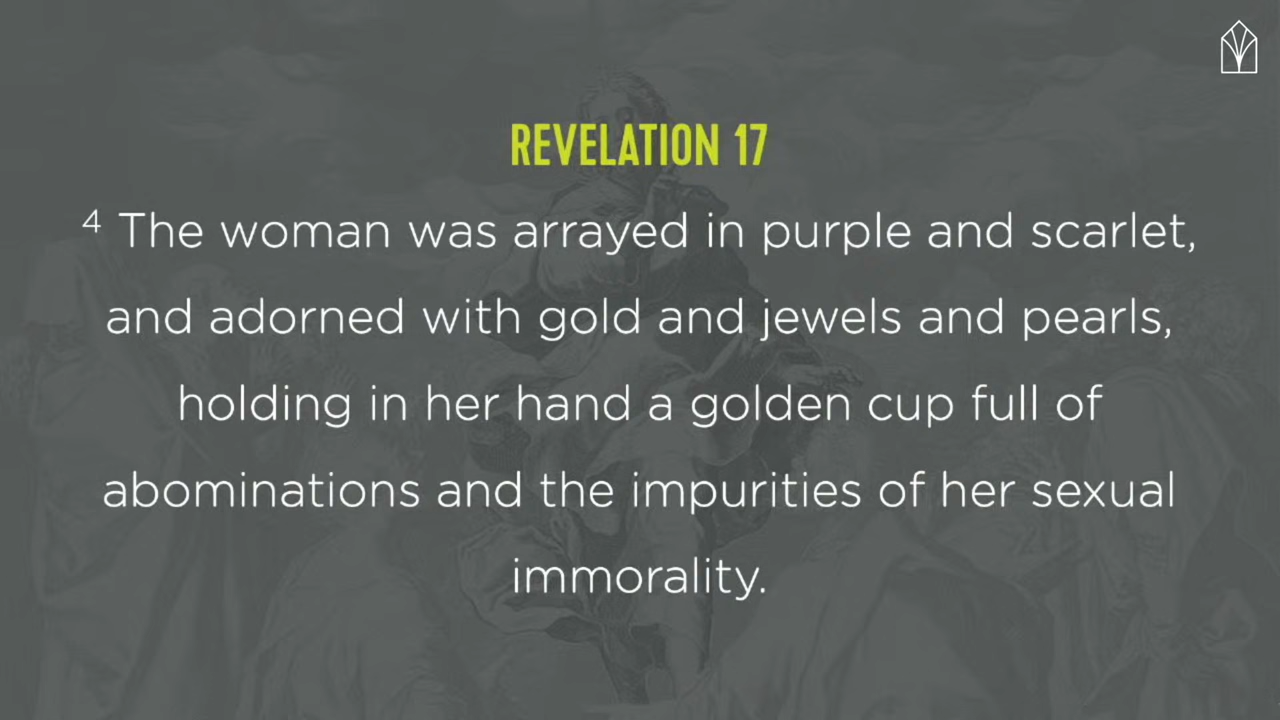 REVELATION 17
4 The woman was arrayed in purple and scarlet,
and adorned with gold and jewels and pearls,
holding in her hand a golden cup full of
abominations and the impurities of her sexual
immorality.